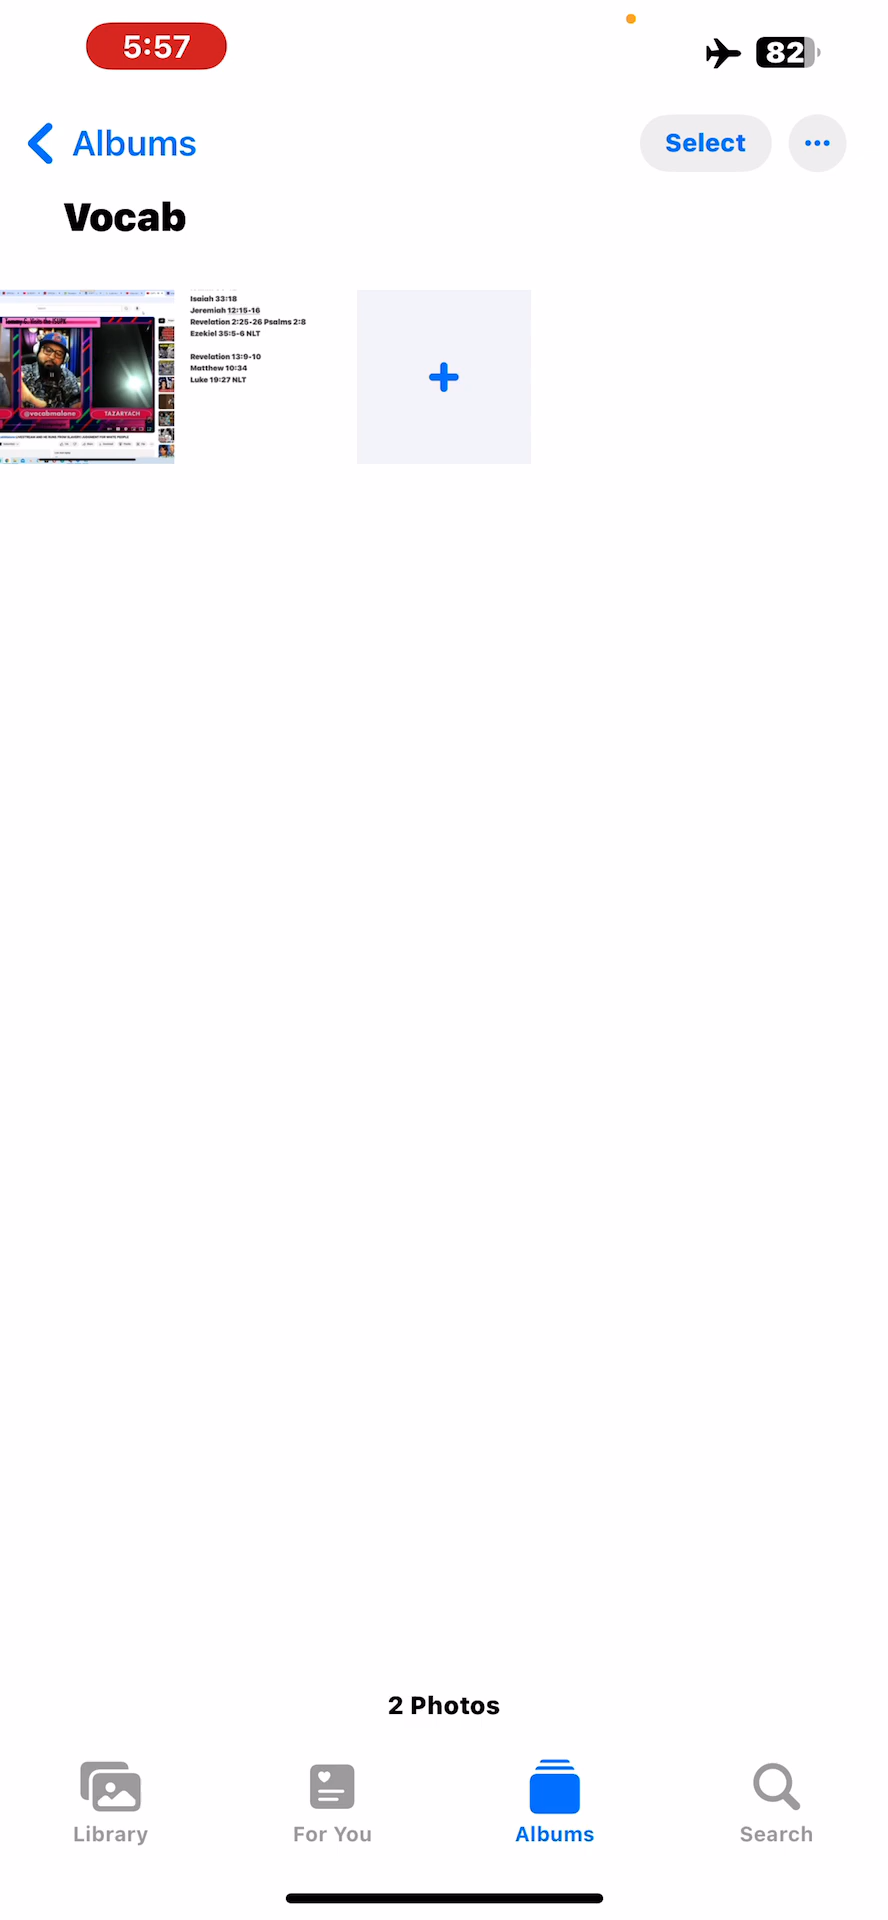 5:57
82
Albums
Select
Vocab
Isaiah 33:18
Jeremiah 12:15-16
Revelation 2:25-26 Psalms 2:8
Ezekiel 35:5-6 NLT
Revelation 13:9-10
Matthew 10:34
Luke 19:27 NLT
@vocabmalone
TAZARYACH
2 Photos
Library
For You
Albums
Search